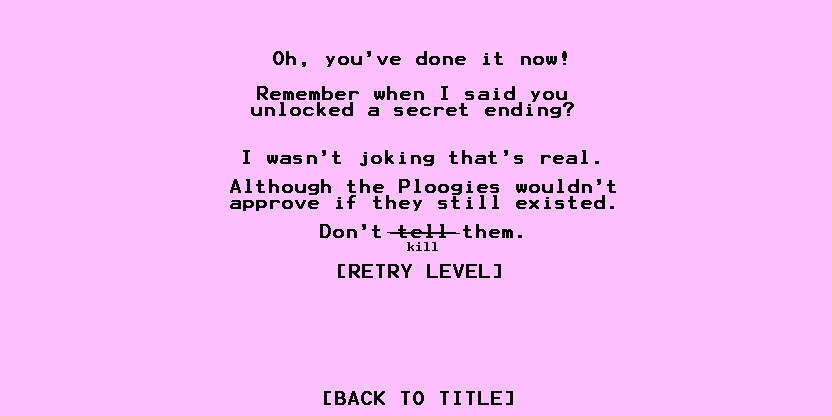 Oh, you've done it now!
Remember when I said you
unlocked a secret ending?
I wasn't joking that's real.
Although the Ploogies wouldn't
approve if they still existed.
Don't tell them.
kill
[RETRY LEVEL]
[BACK TO TITLE]